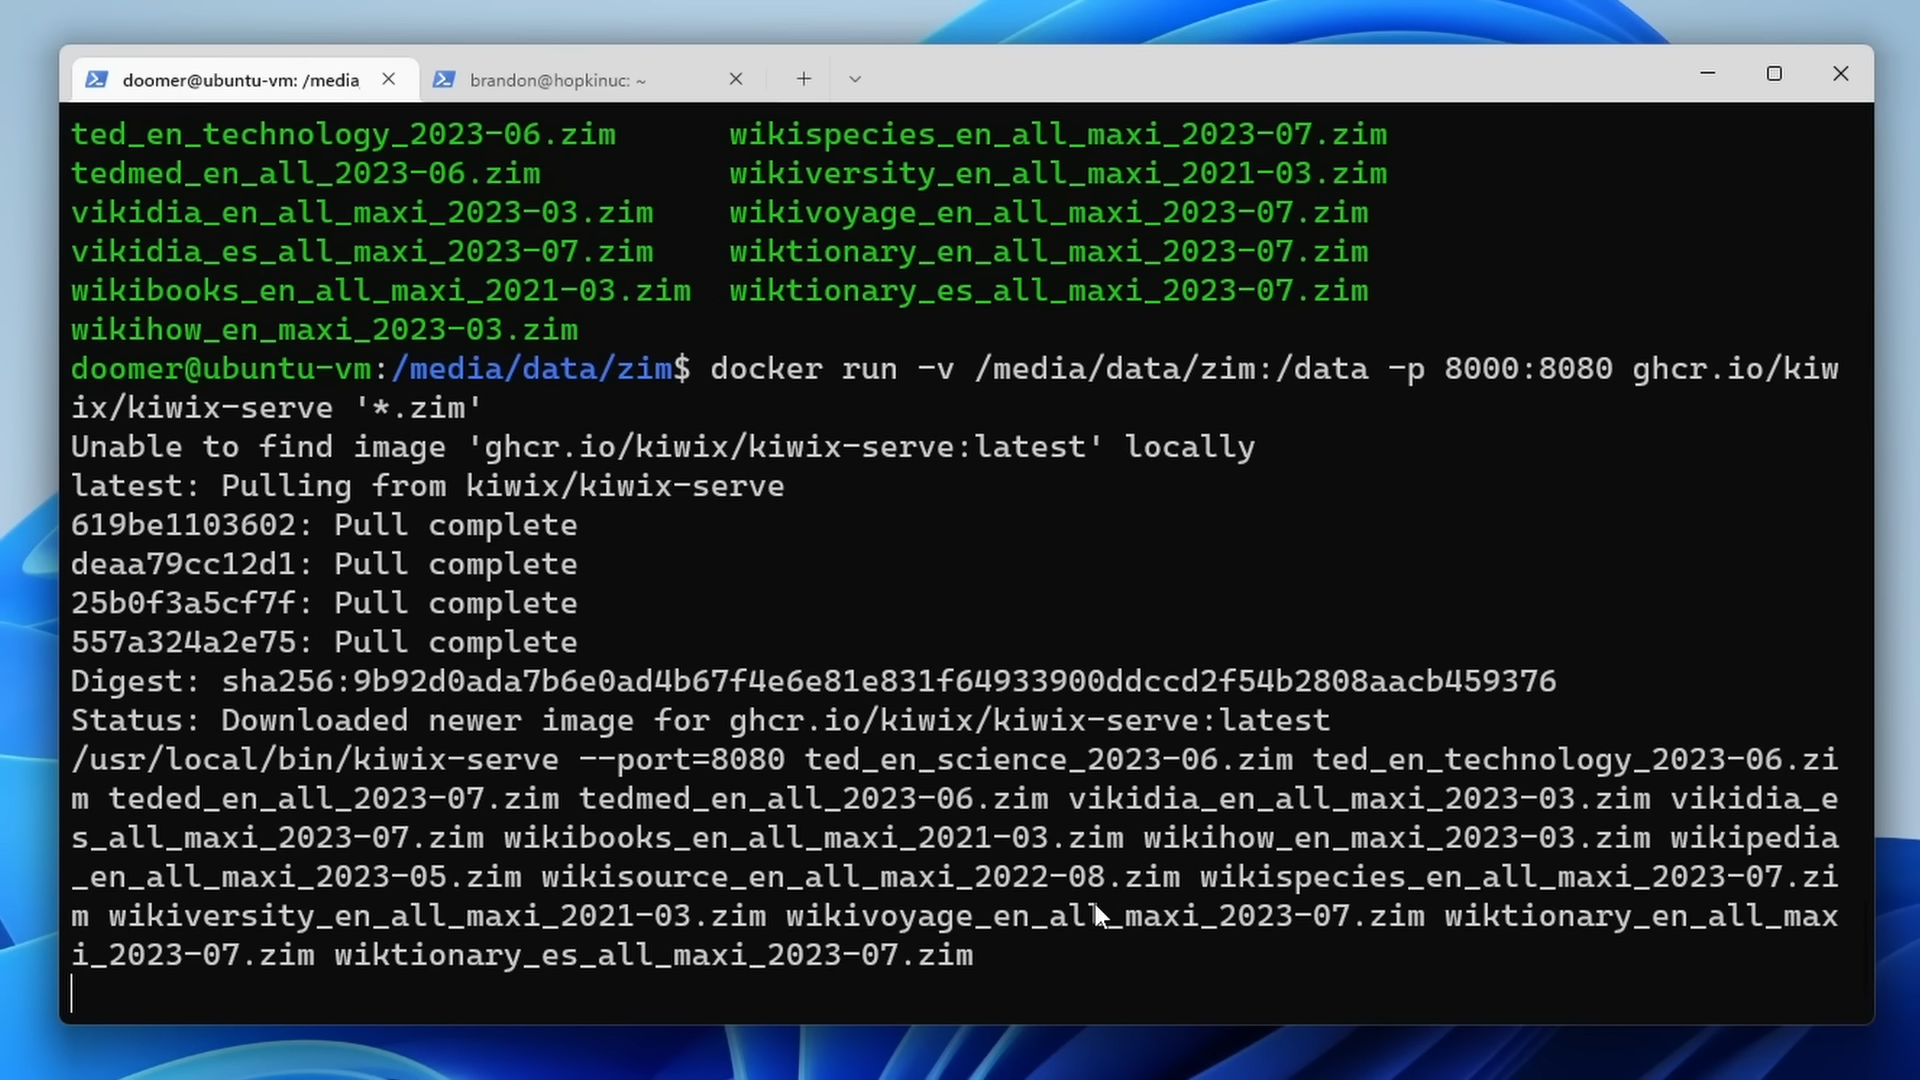 doomer@ubuntu-vm: /media
brandon@hopkinuc: ~
ted_en_technology_2023-06.zim wikispecies_en_all_maxi_2023-07.zim
tedmed_en_all_2023-06.zim wikiversity_en_all_maxi_2021-03.zim
vikidia_en_all_maxi_2023-03.zim wikivoyage_en_all_maxi_2023-07.zim
vikidia_es_all_maxi_2023-07.zim wiktionary_en_all_maxi_2023-07.zim
wikibooks_en_all_maxi_2021-03.zim wiktionary_es_all_maxi_2023-07.zim
wikihow_en_maxi_2023-03.zim
doomer@ubuntu-vm:/media/data/zim$ docker run -v /media/data/zim:/data -p 8000:8080 ghcr.io/kiw
ix/kiwix-serve '*.zim'
Unable to find image 'ghcr.io/kiwix/kiwix-serve:latest' locally
latest: Pulling from kiwix/kiwix-serve
619be1103602: Pull complete
deaa79cc12d1: Pull complete
25b0f3a5cf7f: Pull complete
557a324a2e75: Pull complete
Digest: sha256:9b92d0ada7b6e0ad4b67f4e6e81e831f64933900ddccd2f54b2808aacb459376
Status: Downloaded newer image for ghcr.io/kiwix/kiwix-serve:latest
/usr/local/bin/kiwix-serve --port=8080 ted_en_science_2023-06.zim ted_en_technology_2023-06.zi
m teded_en_all_2023-07.zim tedmed_en_all_2023-06.zim vikidia_en_all_maxi_2023-03.zim vikidia_e
s_all_maxi_2023-07.zim wikibooks_en_all_maxi_2021-03.zim wikihow_en_maxi_2023-03.zim wikipedia
_en_all_maxi_2023-05.zim wikisource_en_all_maxi_2022-08.zim wikispecies_en_all_maxi_2023-07.zi
m wikiversity_en_all_maxi_2021-03.zim wikivoyage_en_all_maxi_2023-07.zim wiktionary_en_all_max
i_2023-07.zim wiktionary_es_all_maxi_2023-07.zim